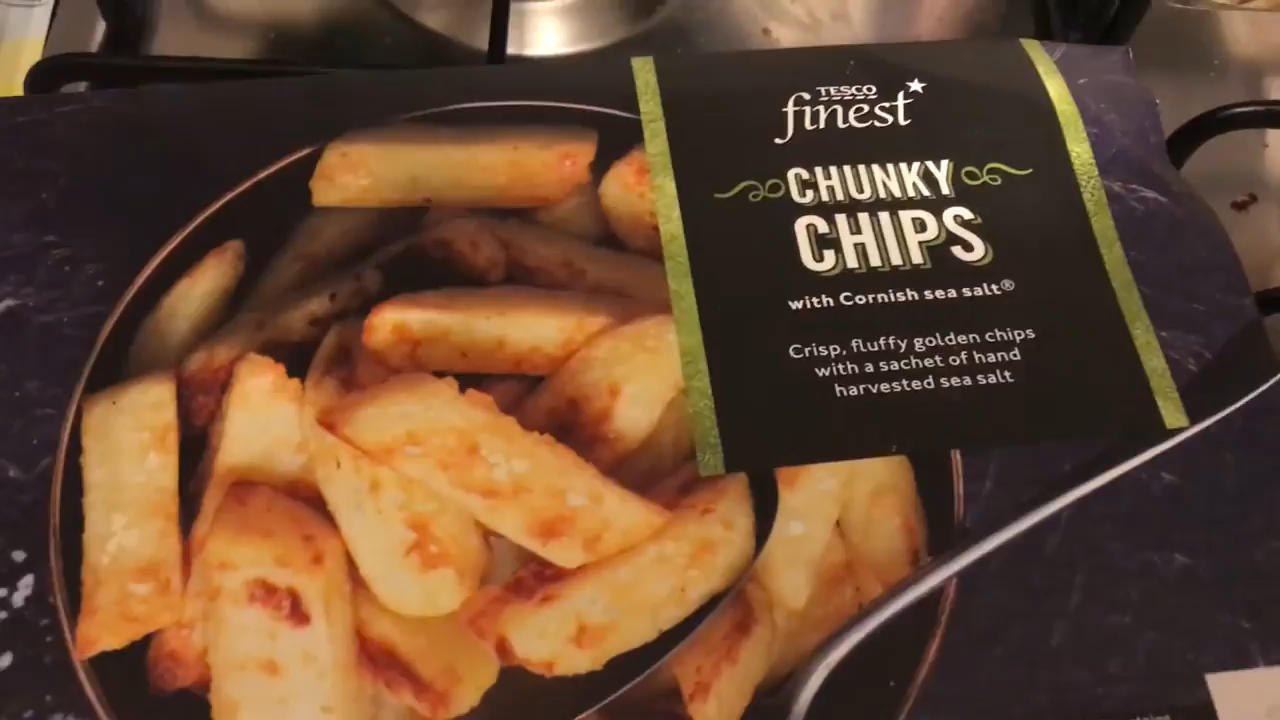 TESCO
finest
CHUNKY
CHIPS
with Cornish sea salt®
Crisp, fluffy golden chips
with a sachet of hand
harvested sea salt